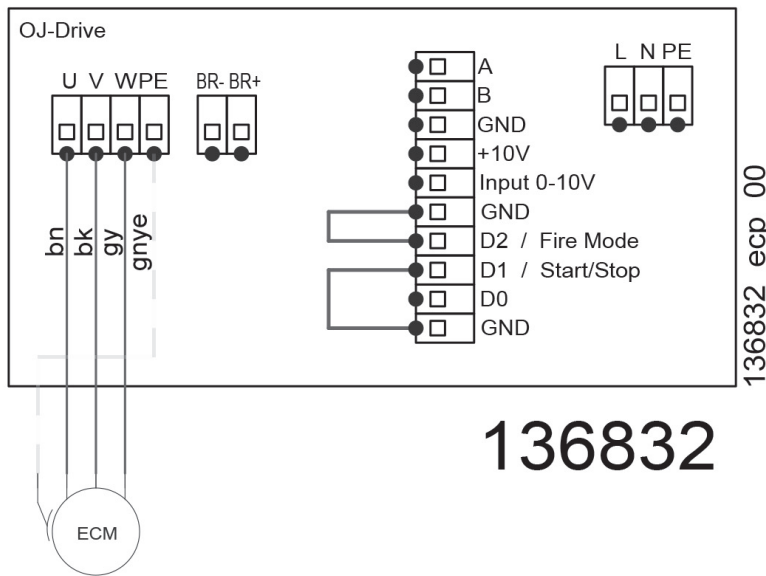 OJ-Drive
U V W PE
BR- BR+
A
B
GND
+10V
Input 0-10V
GND
D2 / Fire Mode
D1 / Start/Stop
D0
GND
L N PE
bn
bk
gy
gnye
ECM
136832 ecp 00
136832